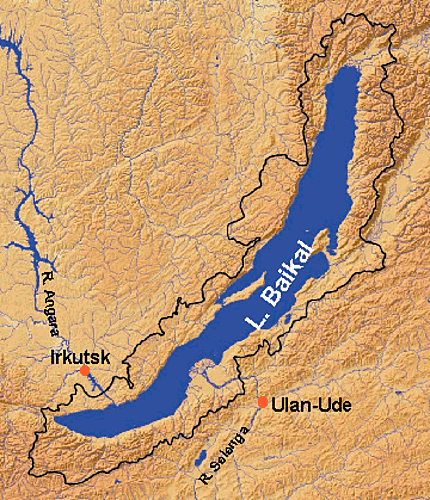 L. Baikal
R. Angara
Irkutsk
Ulan-Ude
R. Selenga